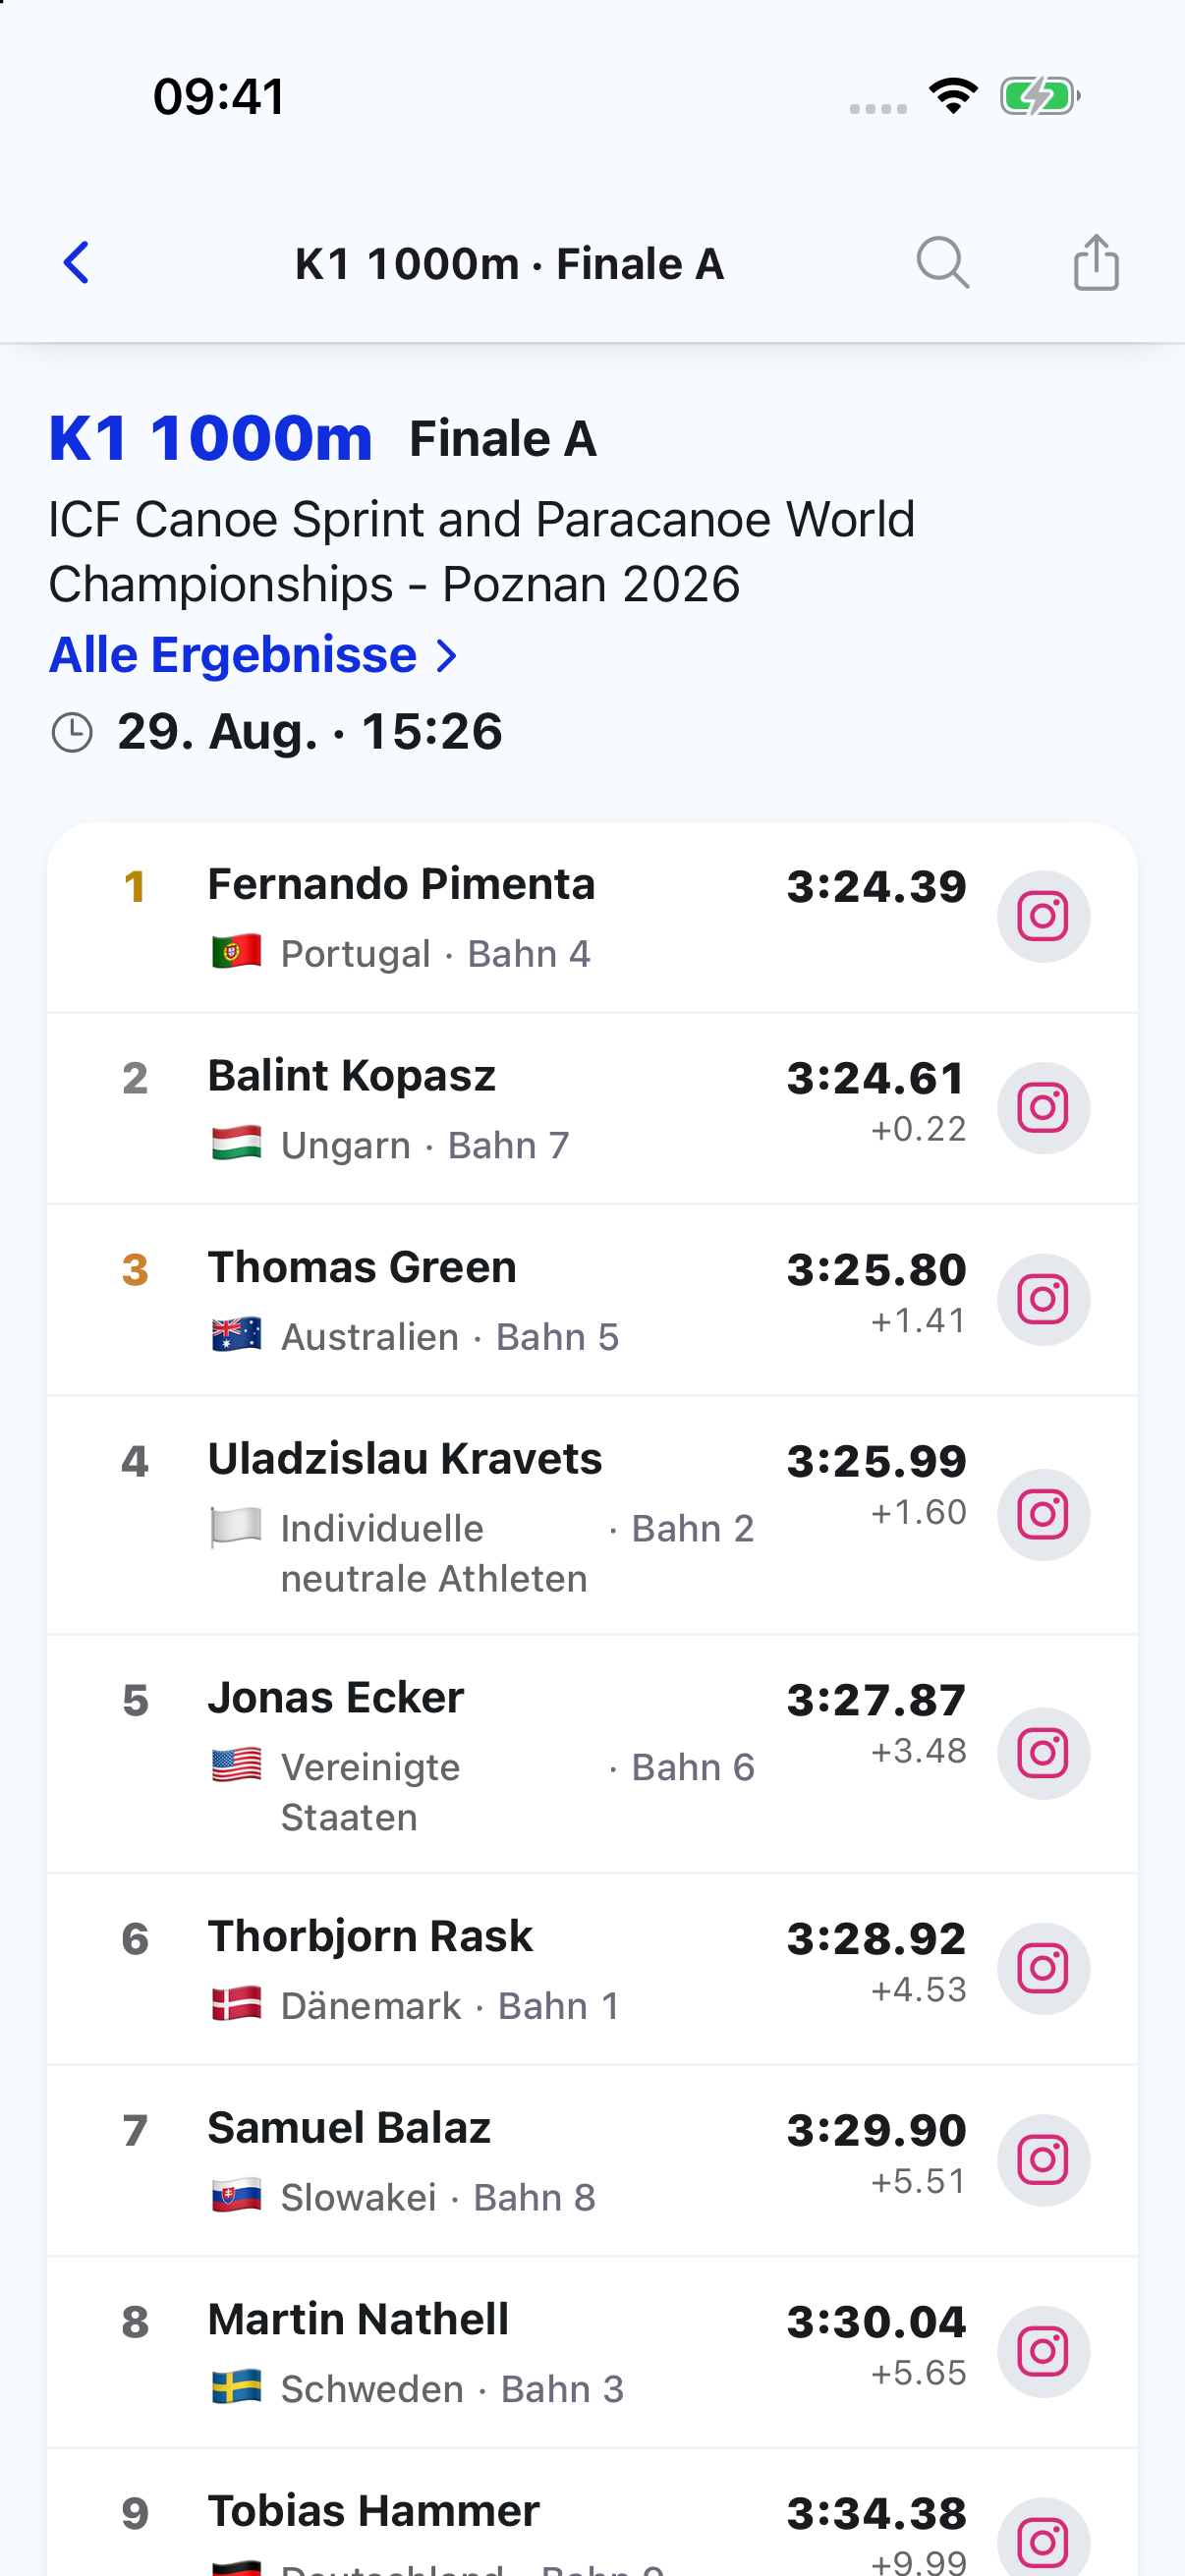 09:41
K1 1000m · Finale A
K1 1000m Finale A
ICF Canoe Sprint and Paracanoe World
Championships - Poznan 2026
Alle Ergebnisse
29. Aug. · 15:26
1 Fernando Pimenta 3:24.39
Portugal · Bahn 4
2 Balint Kopasz 3:24.61
Ungarn · Bahn 7 +0.22
3 Thomas Green 3:25.80
Australien · Bahn 5 +1.41
4 Uladzislau Kravets 3:25.99
Individuelle · Bahn 2 +1.60
neutrale Athleten
5 Jonas Ecker 3:27.87
Vereinigte · Bahn 6 +3.48
Staaten
6 Thorbjorn Rask 3:28.92
Dänemark · Bahn 1 +4.53
7 Samuel Balaz 3:29.90
Slowakei · Bahn 8 +5.51
8 Martin Nathell 3:30.04
Schweden · Bahn 3 +5.65
9 Tobias Hammer 3:34.38
Deutschland · Bahn +9.99